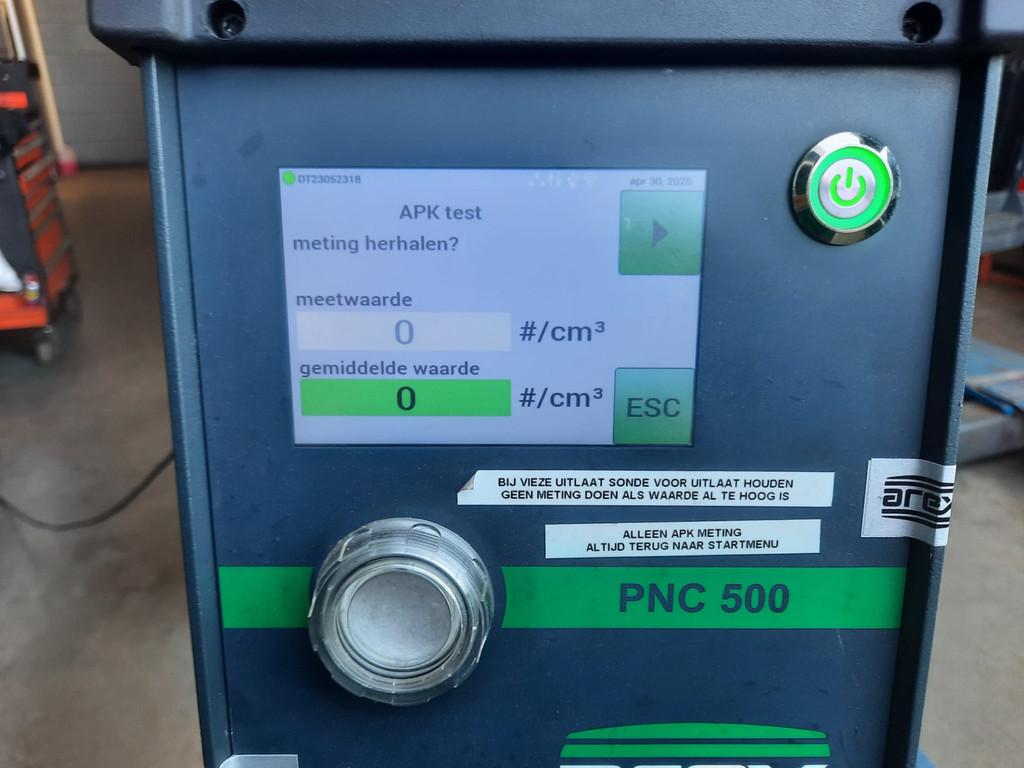 DT23052318
apr 30, 2025
APK test
meting herhalen?
meetwaarde
0 #/cm³
gemiddelde waarde
0 #/cm³
ESC
BIJ VIEZE UITLAAT SONDE VOOR UITLAAT HOUDEN
GEEN METING DOEN ALS WAARDE AL TE HOOG IS
arex
ALLEEN APK METING
ALTIJD TERUG NAAR STARTMENU
PNC 500